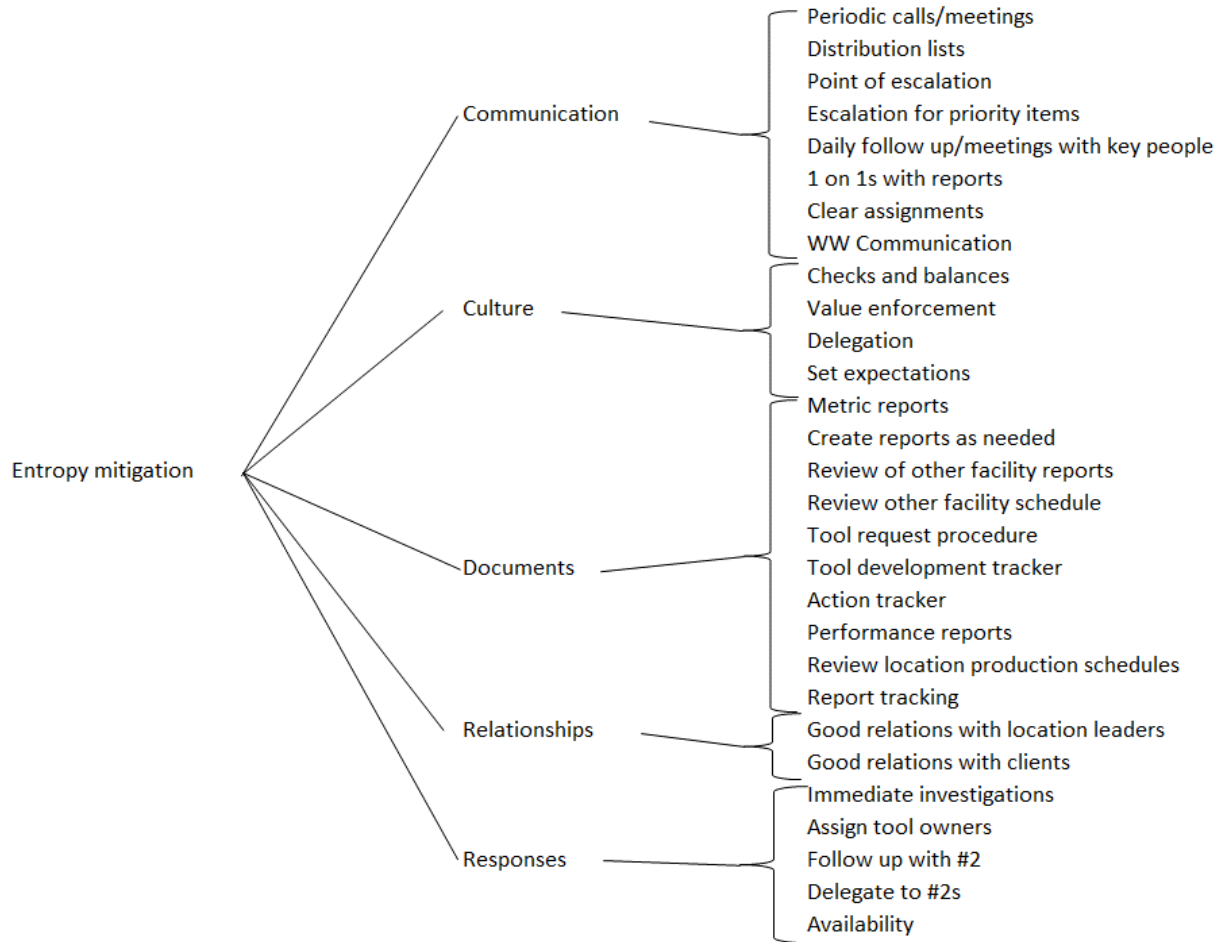 Entropy mitigation
Communication
Periodic calls/meetings
Distribution lists
Point of escalation
Escalation for priority items
Daily follow up/meetings with key people
1 on 1s with reports
Clear assignments
WW Communication
Culture
Checks and balances
Value enforcement
Delegation
Set expectations
Documents
Metric reports
Create reports as needed
Review of other facility reports
Review other facility schedule
Tool request procedure
Tool development tracker
Action tracker
Performance reports
Review location production schedules
Report tracking
Relationships
Good relations with location leaders
Good relations with clients
Responses
Immediate investigations
Assign tool owners
Follow up with #2
Delegate to #2s
Availability